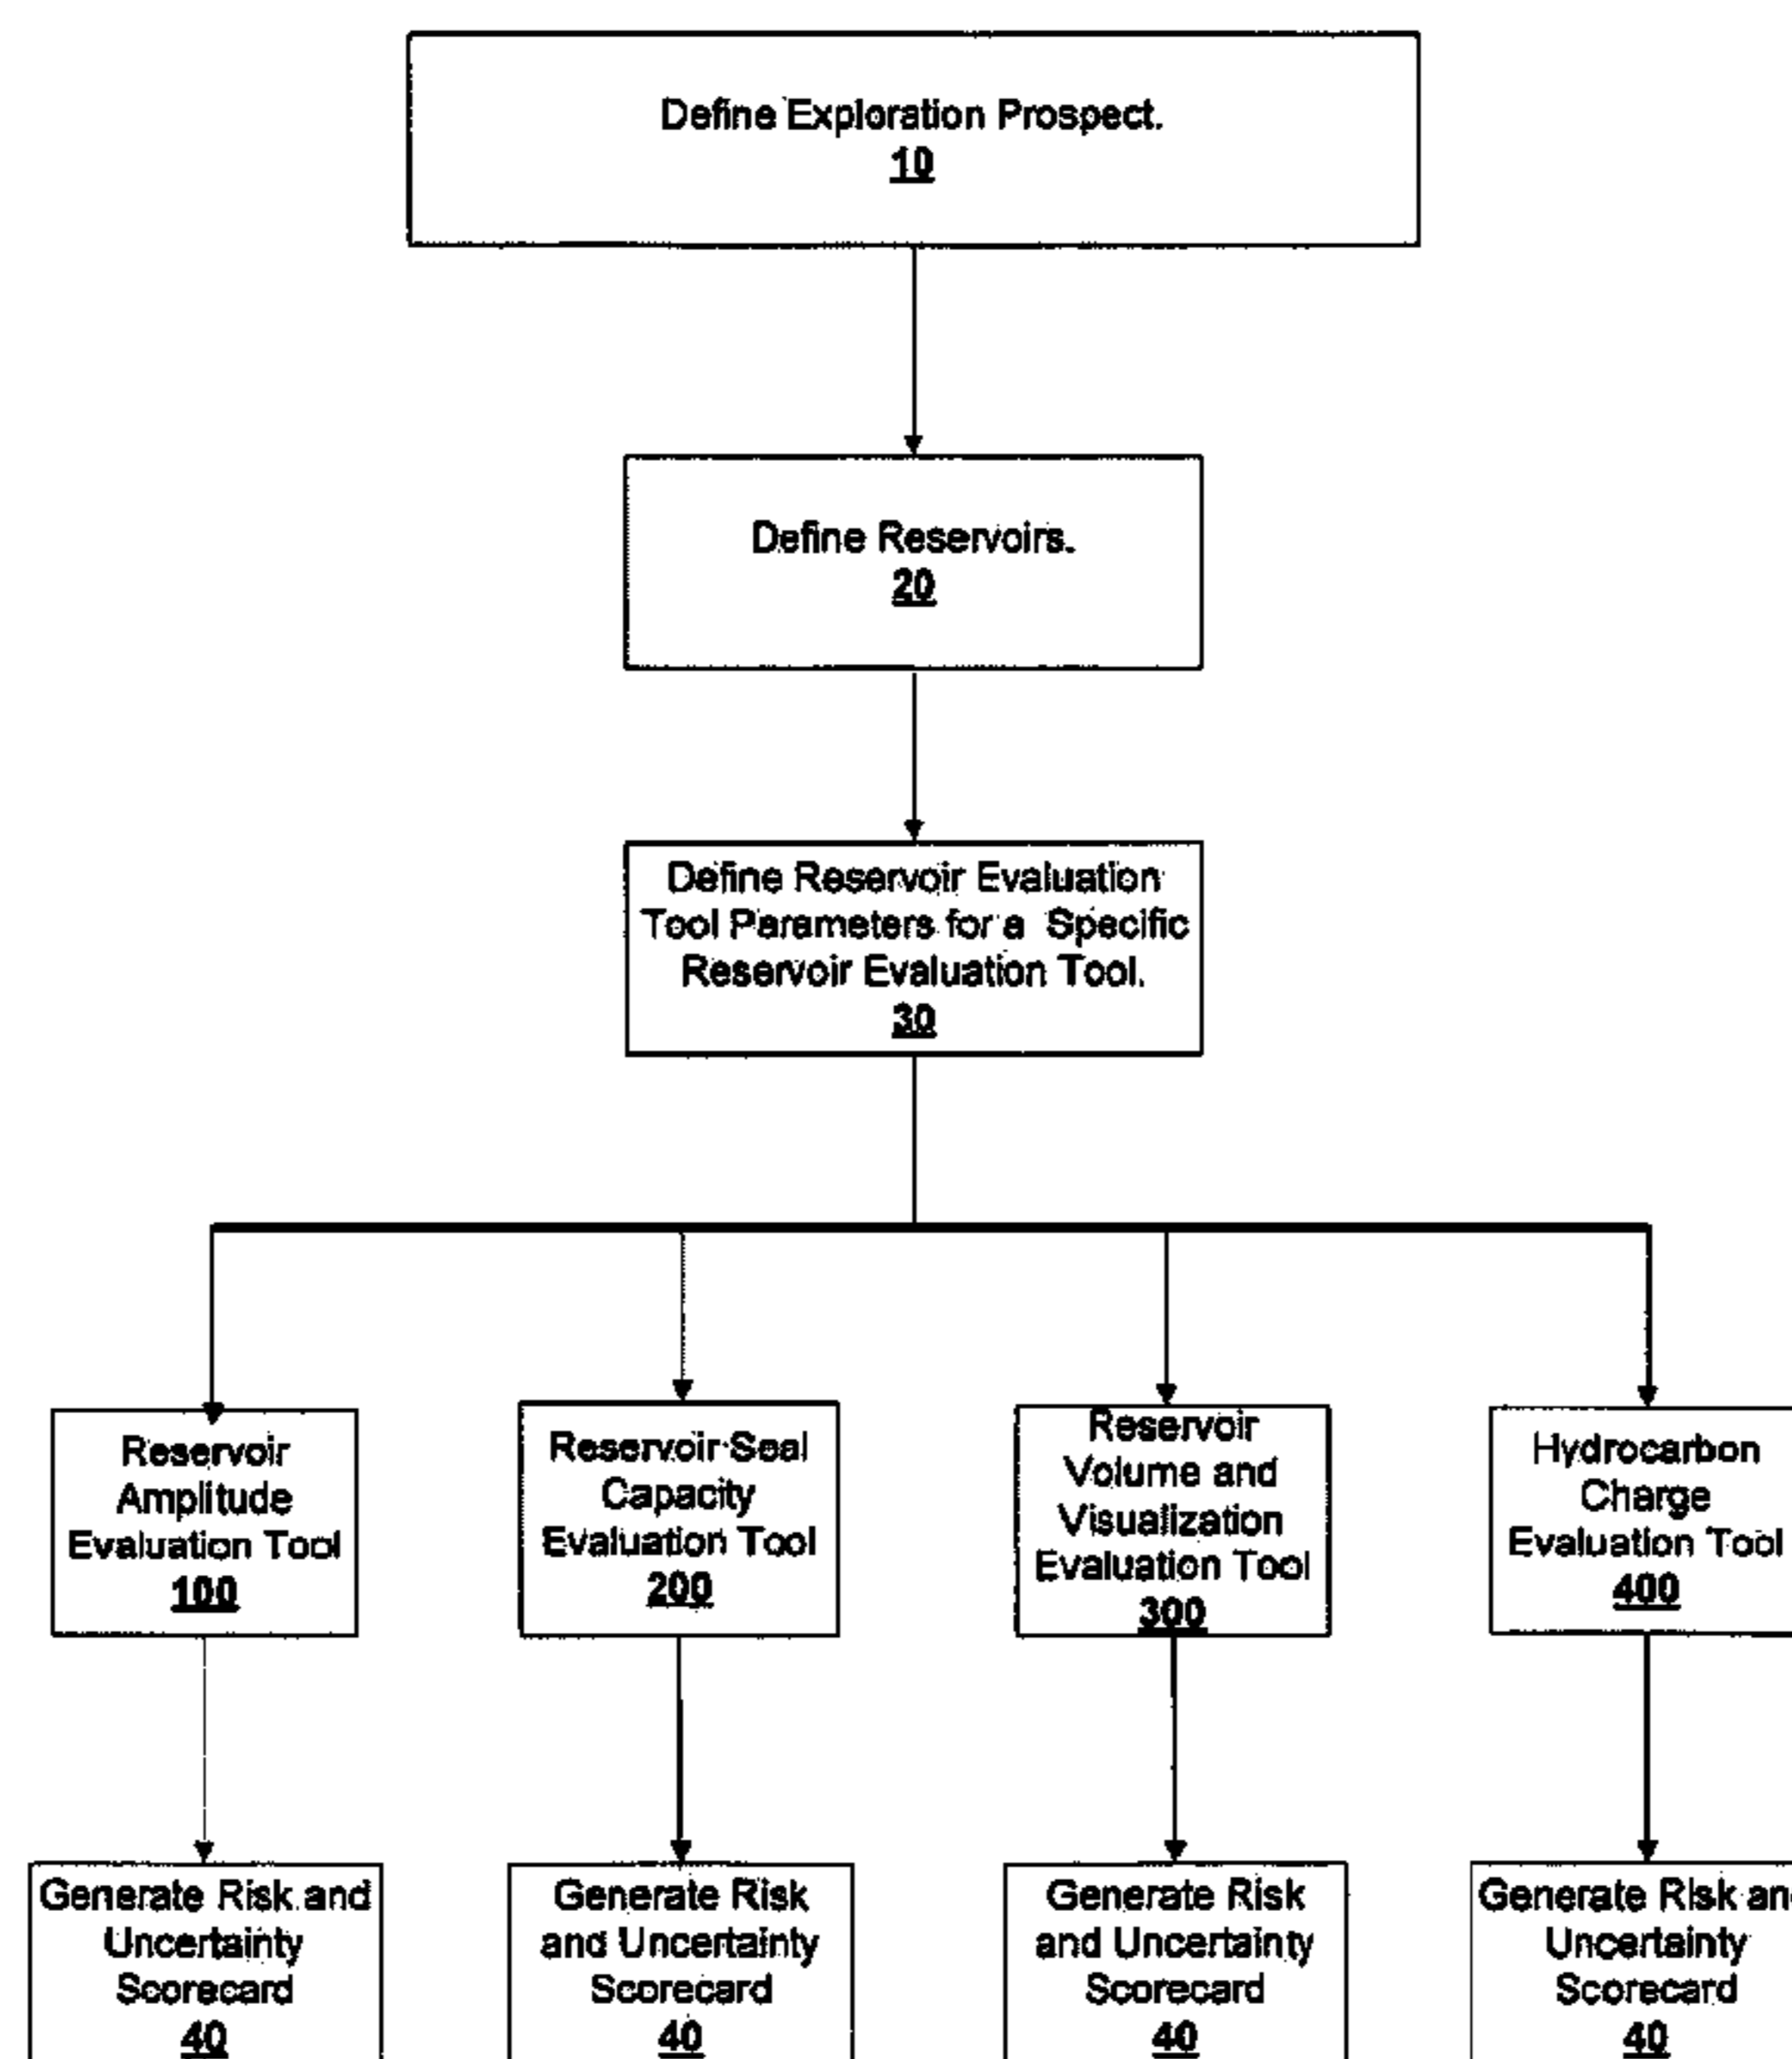 Define Exploration Prospect.
10
Define Reservoirs.
20
Define Reservoir Evaluation
Tool Parameters for a Specific
Reservoir Evaluation Tool.
30
Reservoir
Amplitude
Evaluation Tool
100
Reservoir Seal
Capacity
Evaluation Tool
200
Reservoir
Volume and
Visualization
Evaluation Tool
300
Hydrocarbon
Charge
Evaluation Tool
400
Generate Risk and
Uncertainty
Scorecard
40
Generate Risk
and Uncertainty
Scorecard
40
Generate Risk
and Uncertainty
Scorecard
40
Generate Risk an
Uncertainty
Scorecard
40